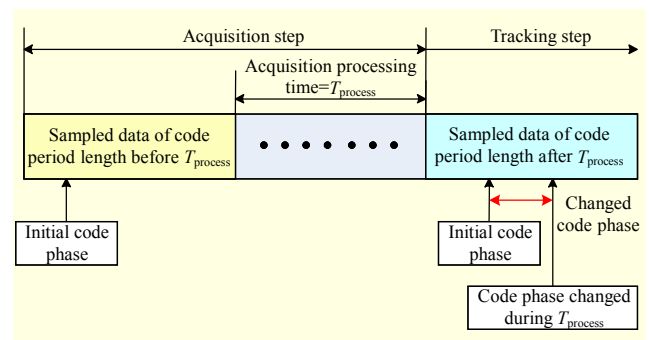 Acquisition step
Tracking step
Acquisition processing
time=Tprocess
Sampled data of code
period length before Tprocess
Sampled data of code
period length after Tprocess
Initial code
phase
Initial code
phase
Changed
code phase
Code phase changed
during Tprocess